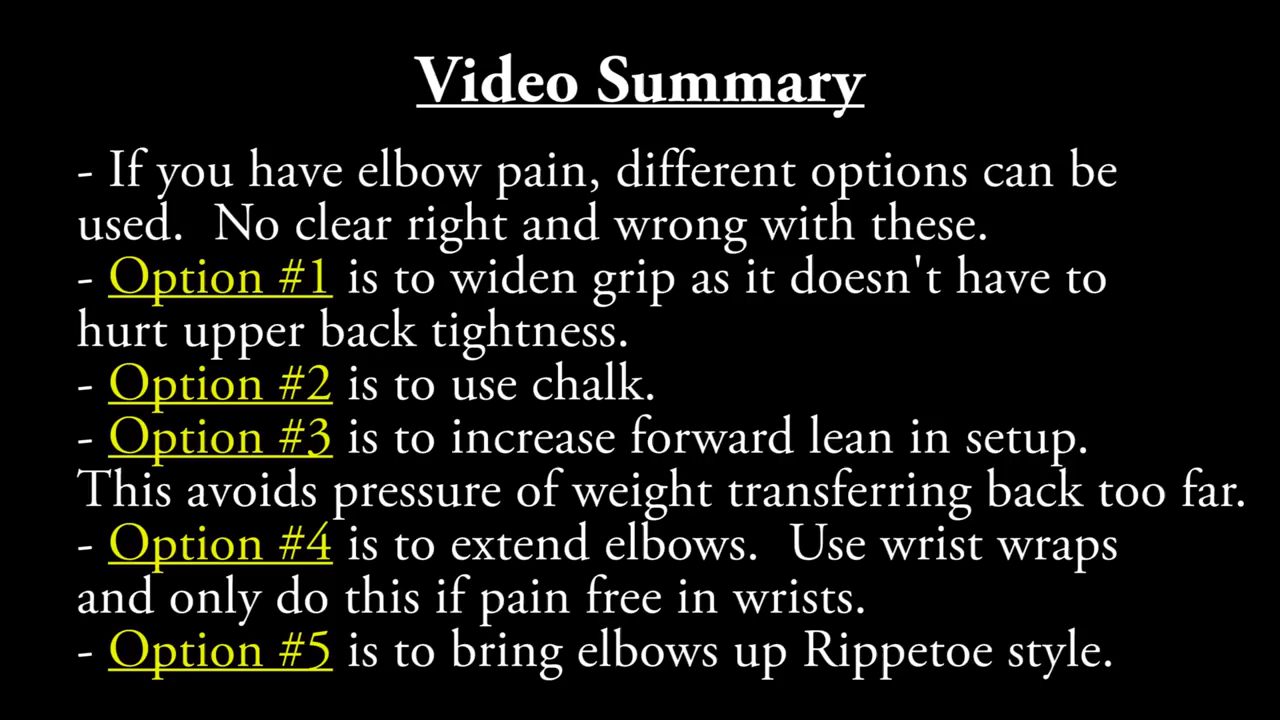 Video Summary
- If you have elbow pain, different options can be
used.  No clear right and wrong with these.
- Option #1 is to widen grip as it doesn't have to
hurt upper back tightness.
- Option #2 is to use chalk.
- Option #3 is to increase forward lean in setup.
This avoids pressure of weight transferring back too far.
- Option #4 is to extend elbows.  Use wrist wraps
and only do this if pain free in wrists.
- Option #5 is to bring elbows up Rippetoe style.